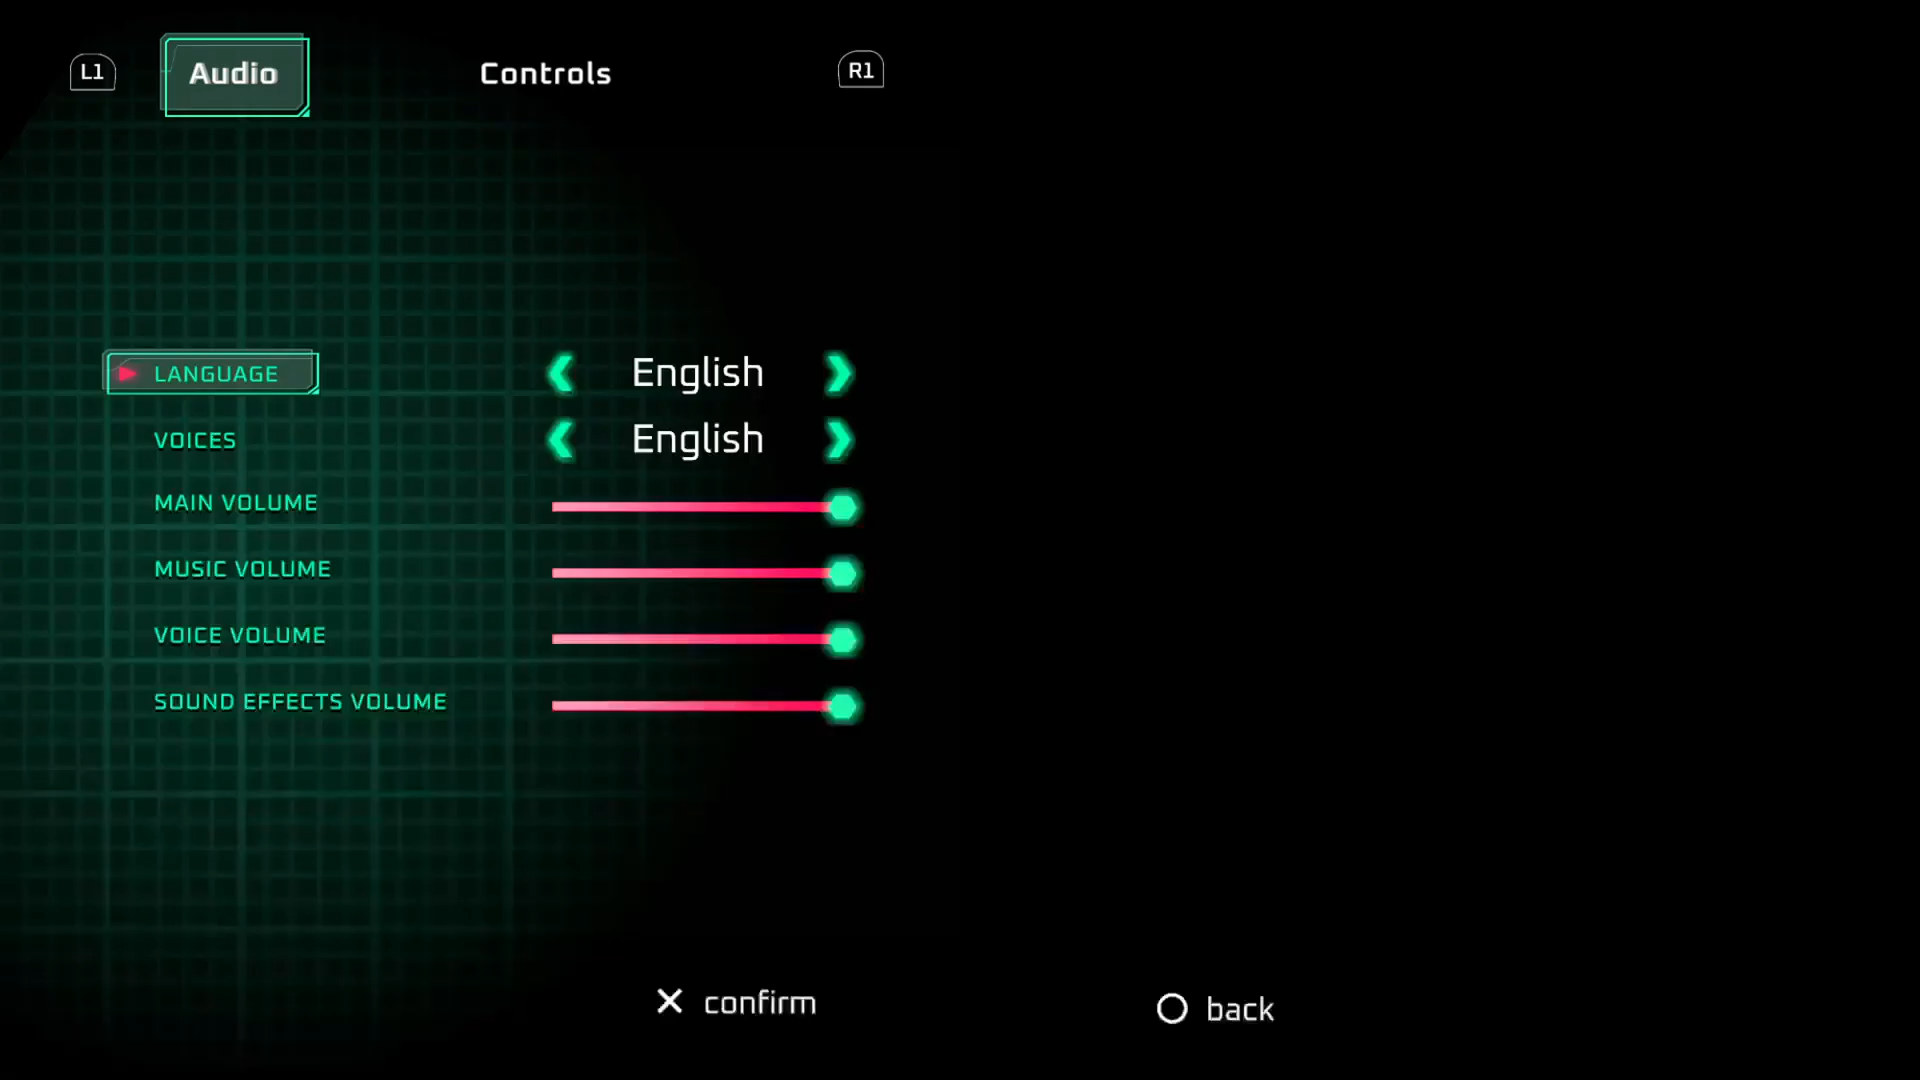 L1 Audio Controls R1
LANGUAGE English
VOICES English
MAIN VOLUME
MUSIC VOLUME
VOICE VOLUME
SOUND EFFECTS VOLUME
confirm back